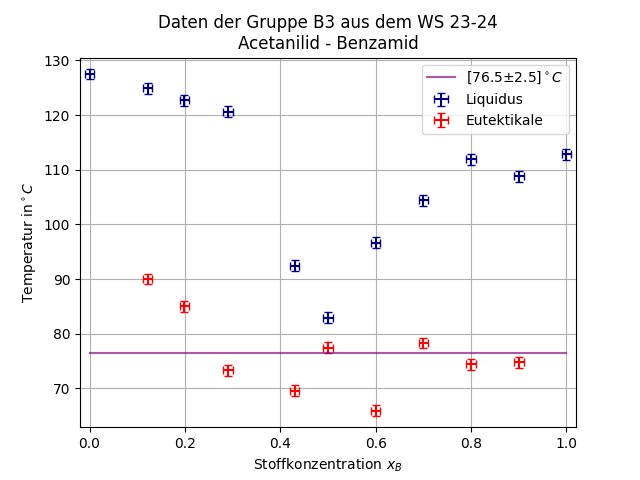 Daten der Gruppe B3 aus dem WS 23-24
Acetanilid - Benzamid
[76.5±2.5]°C
Liquidus
Eutektikale
Temperatur in°C
130
120
110
100
90
80
70
0.0 0.2 0.4 0.6 0.8 1.0
Stoffkonzentration x_B